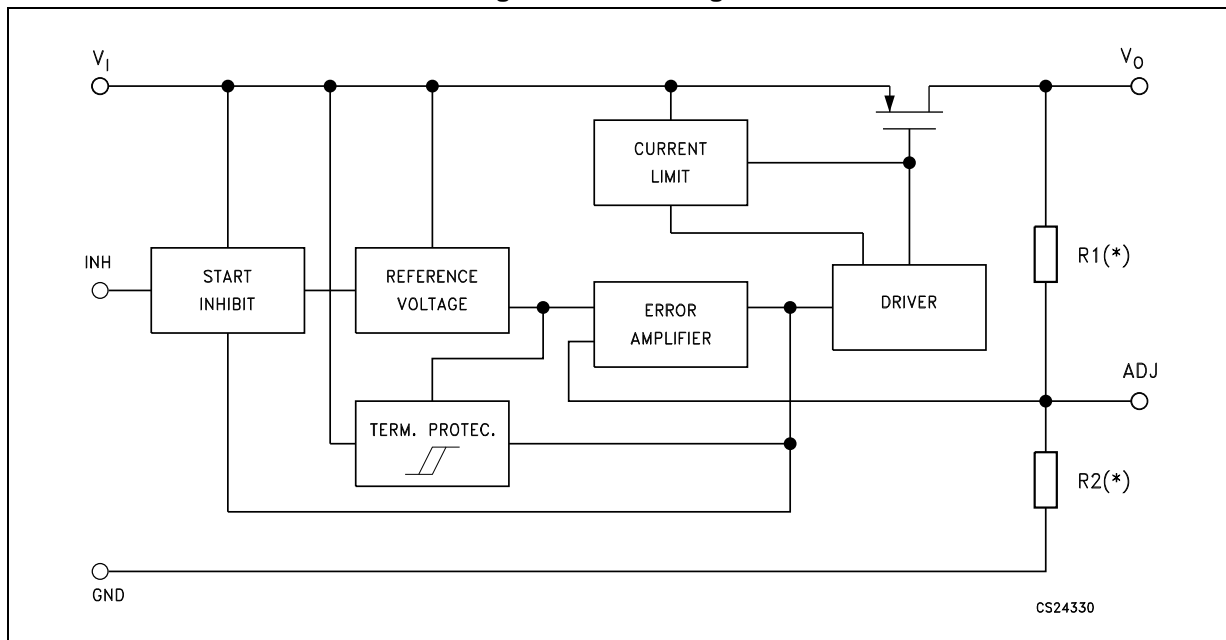 V_I
V_O
CURRENT
LIMIT
INH
START
INHIBIT
REFERENCE
VOLTAGE
ERROR
AMPLIFIER
DRIVER
R1(*)
ADJ
TERM. PROTEC.
R2(*)
GND
CS24330